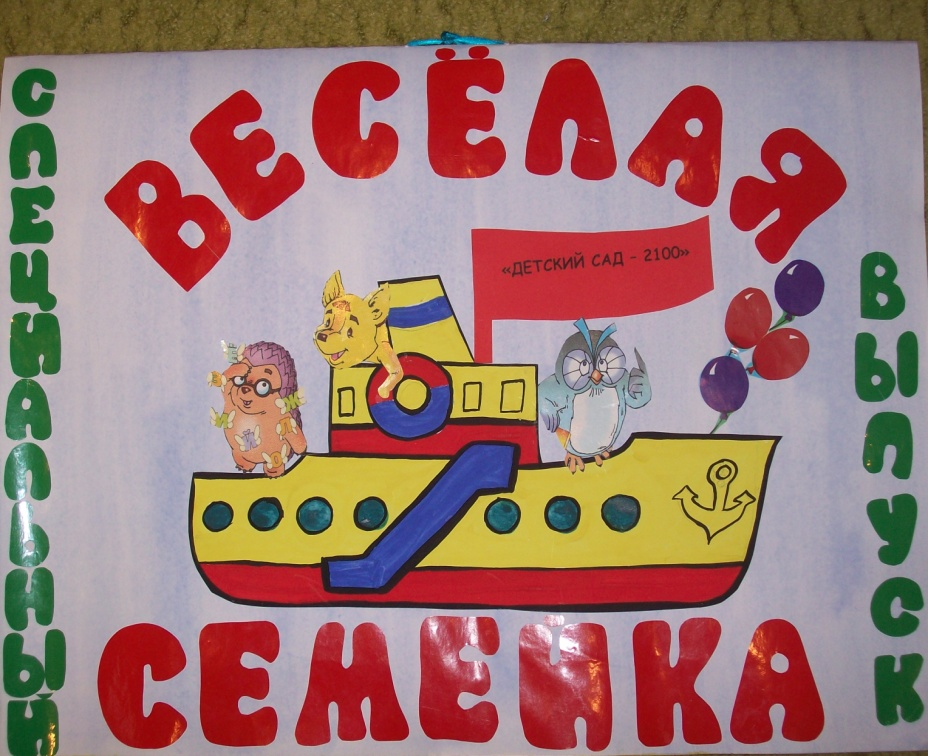 СПЕЦИАЛЬНЫЙ
ВЕСЁЛАЯ
«ДЕТСКИЙ САД – 2100»
ВЫПУСК
СЕМЕЙКА